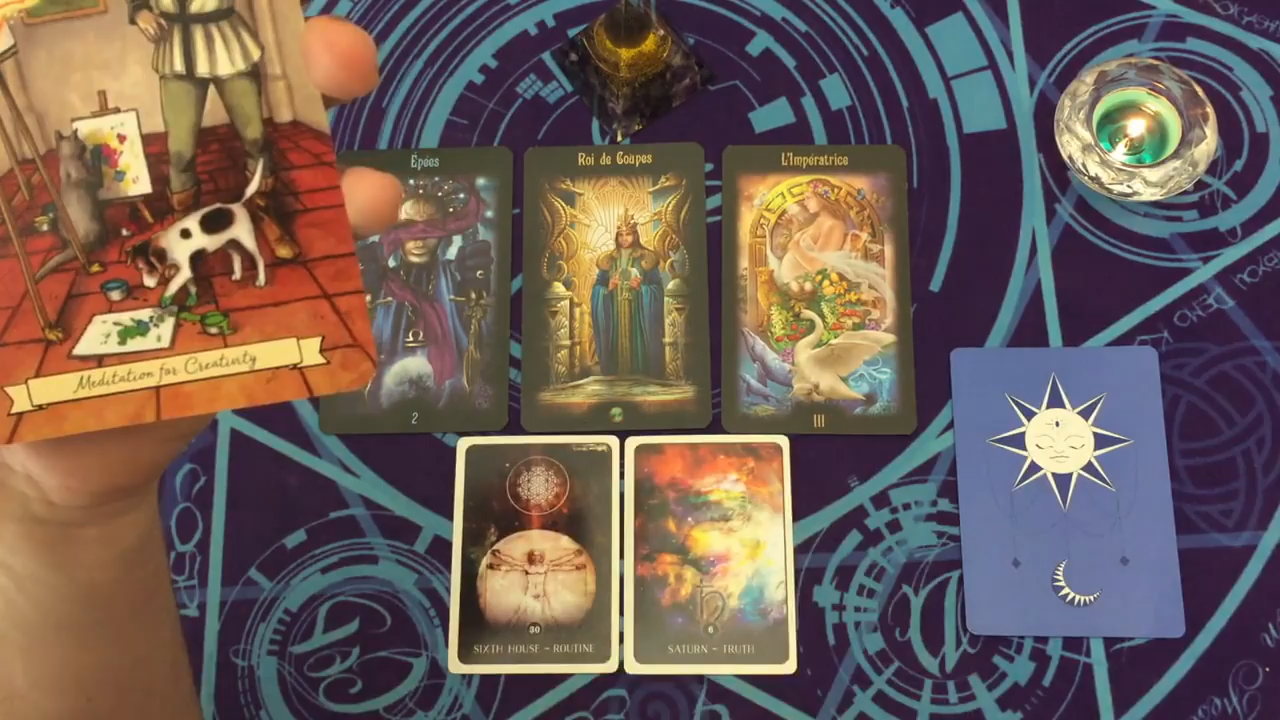 Meditation for Creativity
Épées
2
Roi de Coupes
L'Impératrice
III
30
SIXTH HOUSE - ROUTINE
6
SATURN - TRUTH